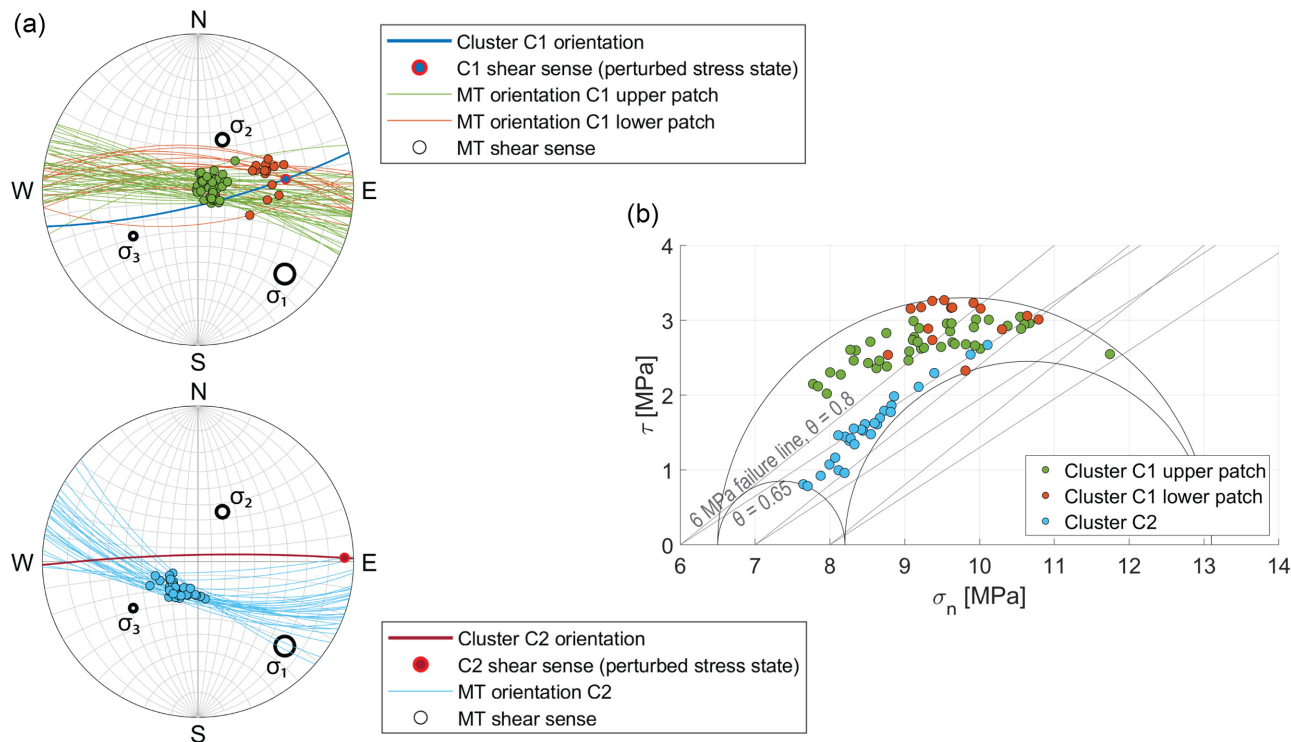 (a)
N
W
E
S
σ2
σ3
σ1
Cluster C1 orientation
C1 shear sense (perturbed stress state)
MT orientation C1 upper patch
MT orientation C1 lower patch
MT shear sense
N
W
E
S
σ2
σ3
σ1
Cluster C2 orientation
C2 shear sense (perturbed stress state)
MT orientation C2
MT shear sense
(b)
4
3
2
1
0
τ [MPa]
6 MPa failure line, θ = 0.8
θ = 0.65
Cluster C1 upper patch
Cluster C1 lower patch
Cluster C2
6 7 8 9 10 11 12 13 14
σn [MPa]